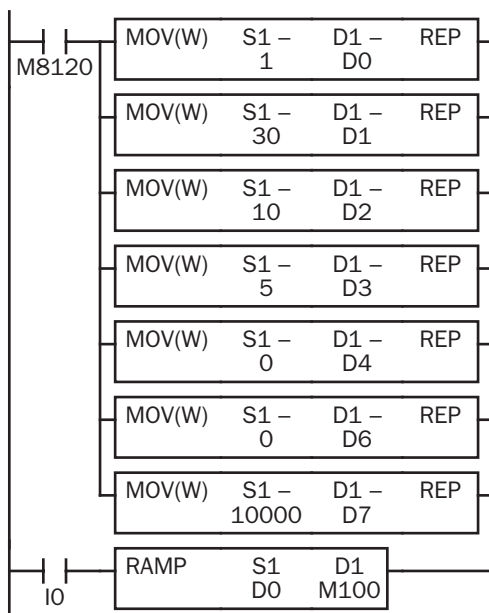 MOV(W) S1 – D1 – REP
M8120 1 D0
MOV(W) S1 – D1 – REP
30 D1
MOV(W) S1 – D1 – REP
10 D2
MOV(W) S1 – D1 – REP
5 D3
MOV(W) S1 – D1 – REP
0 D4
MOV(W) S1 – D1 – REP
0 D6
MOV(W) S1 – D1 – REP
10000 D7
RAMP S1 D1
I0 D0 M100